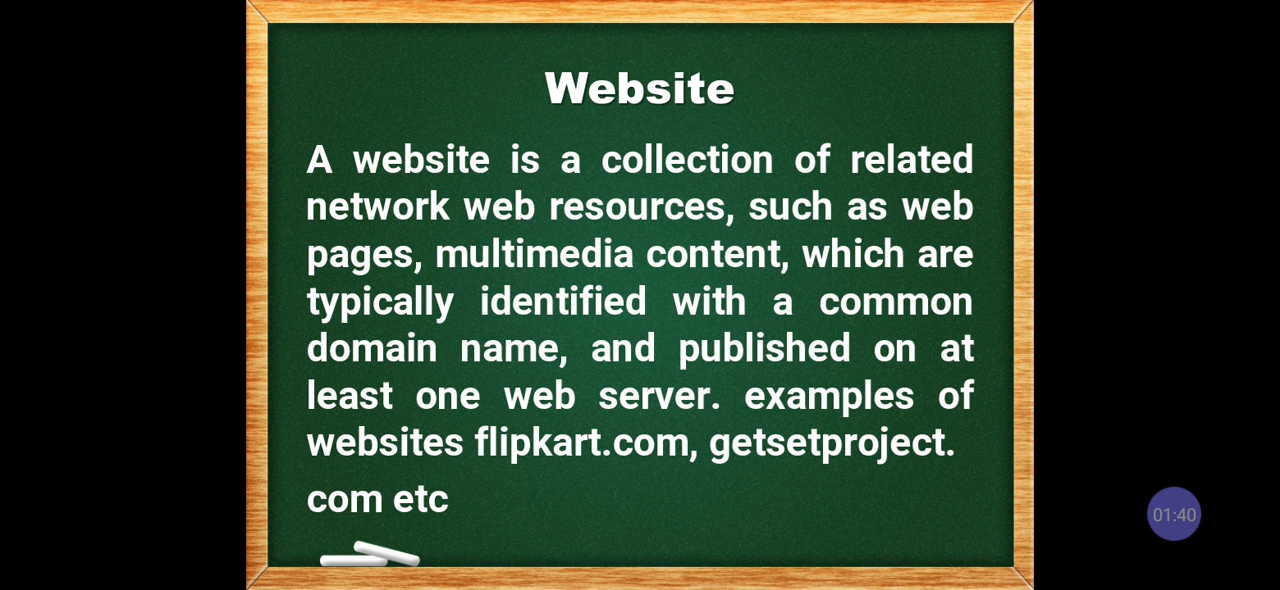 Website
A website is a collection of related
network web resources, such as web
pages, multimedia content, which are
typically identified with a common
domain name, and published on at
least one web server. examples of
websites flipkart.com, getsetproject.
com etc
01:40